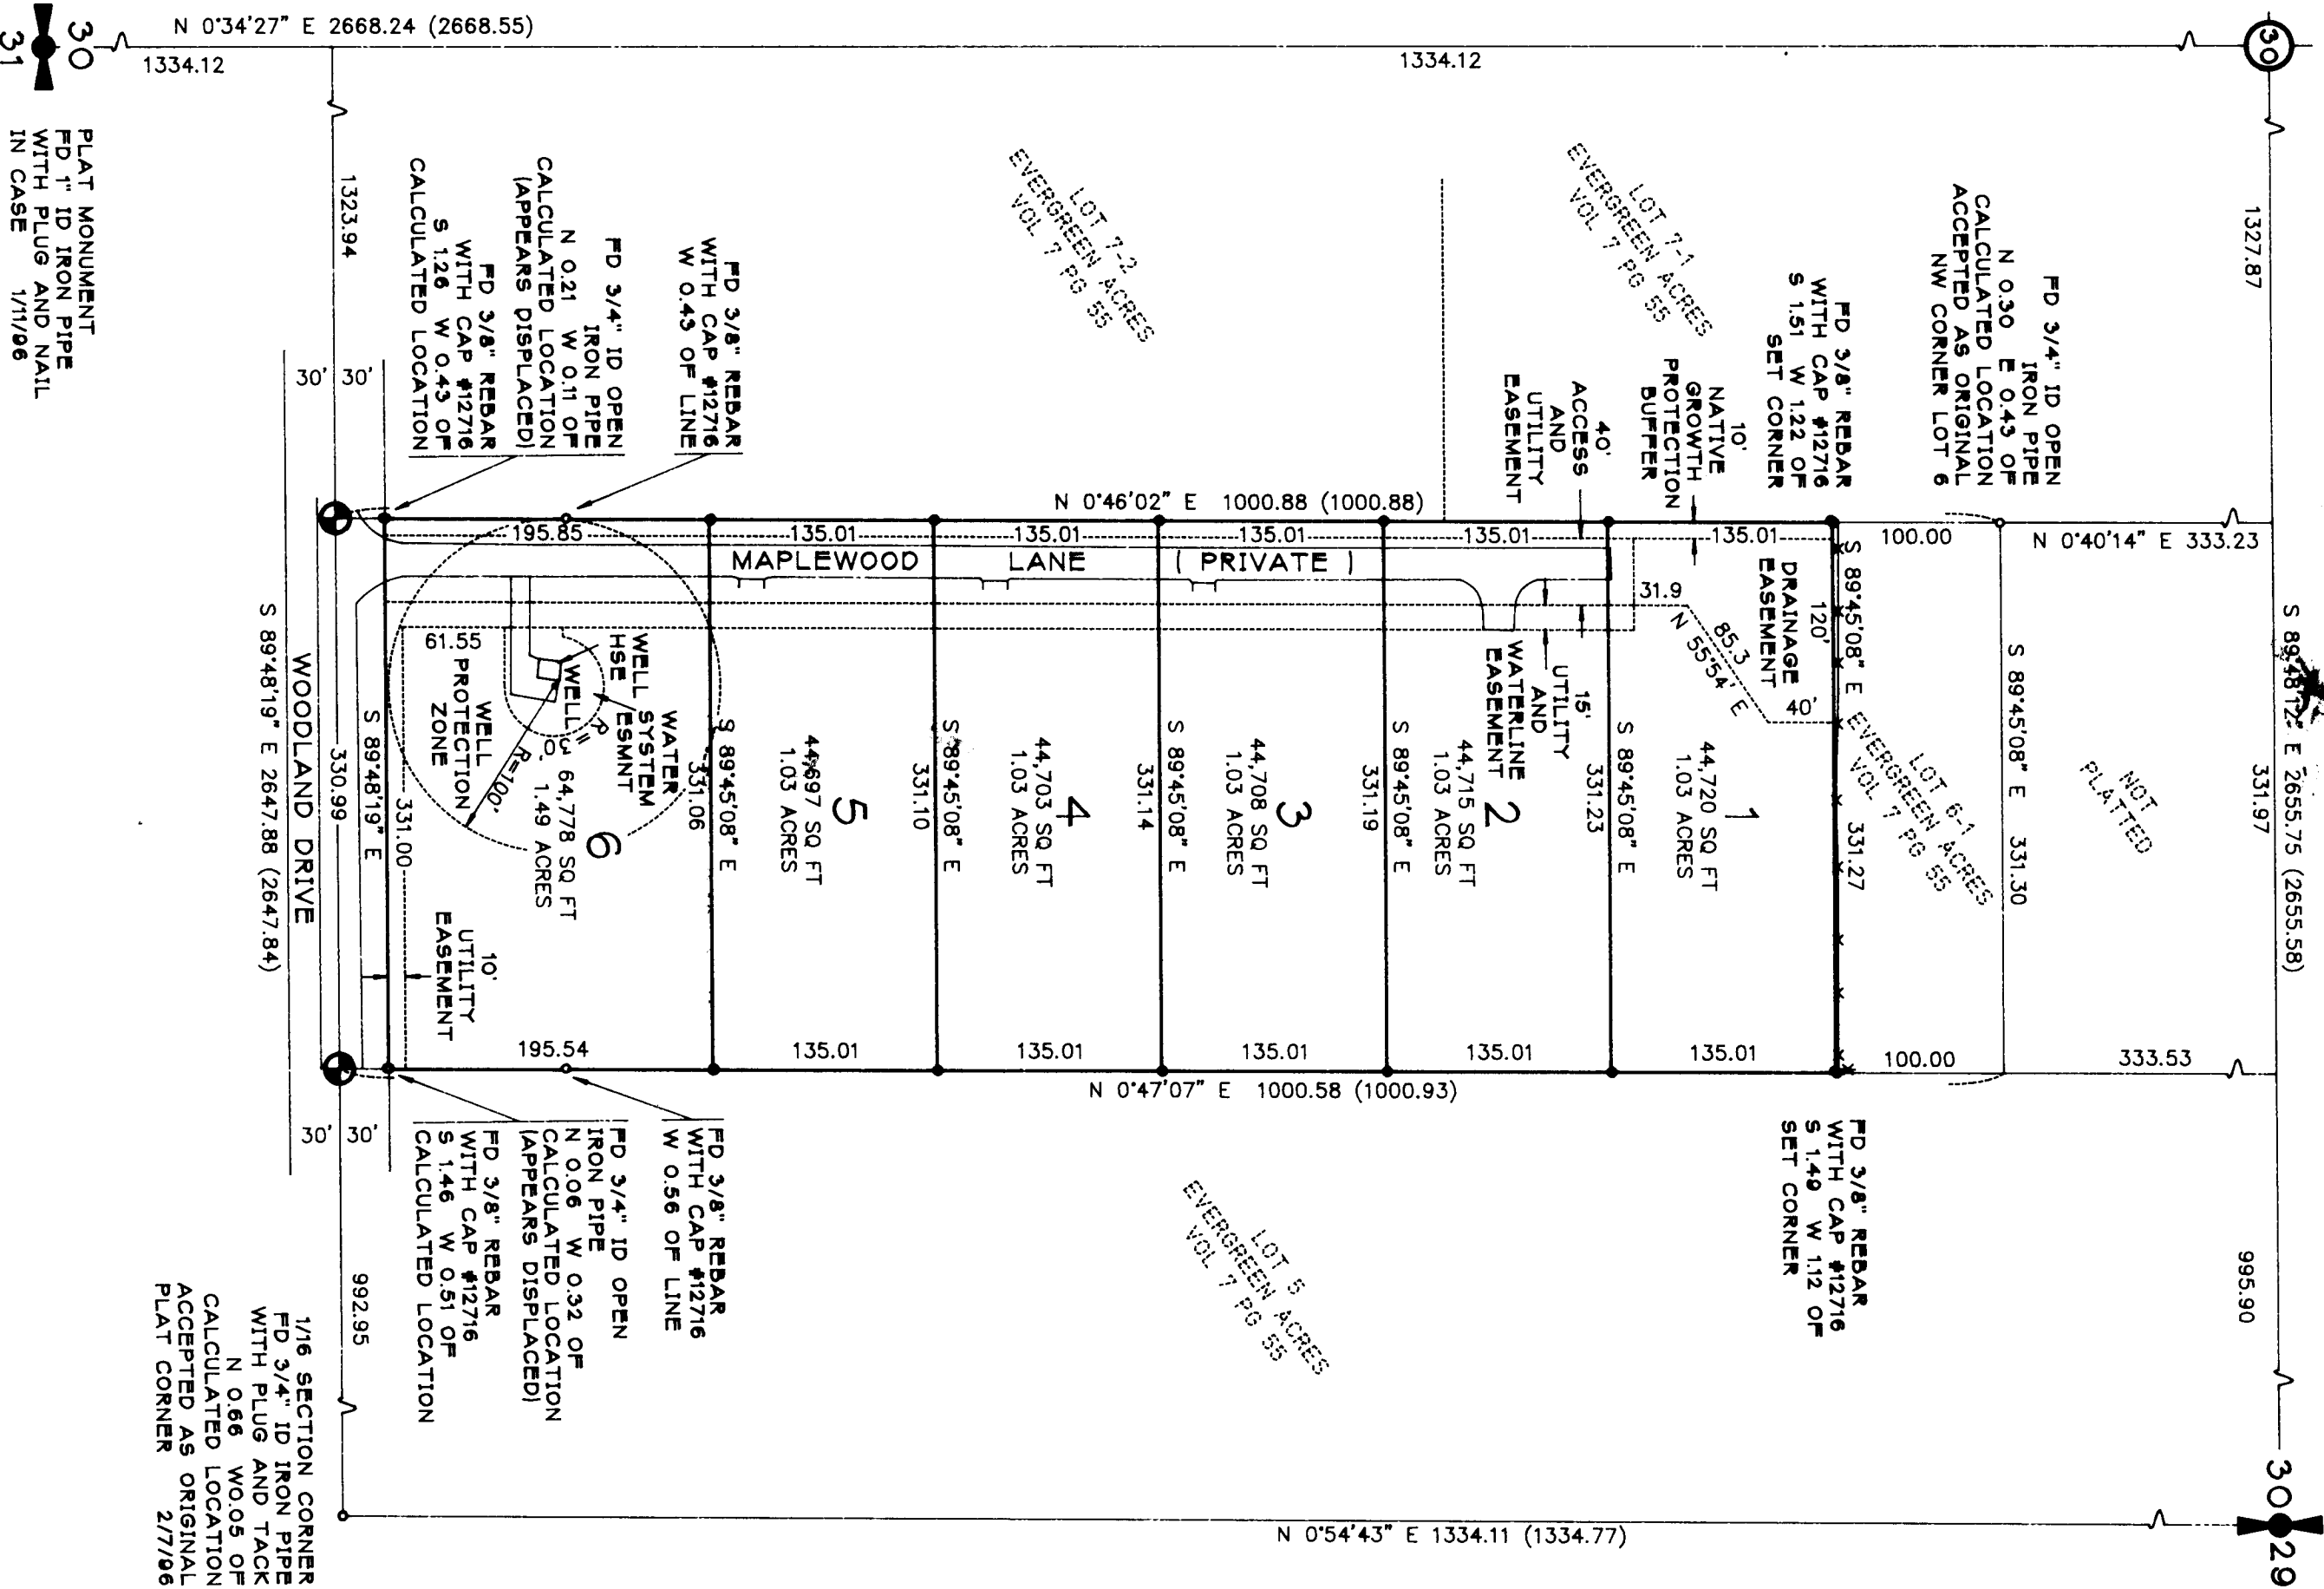 N 0°34'27" E 2668.24 (2668.55)
1334.12
1334.12
30
30
31
PLAT MONUMENT
FD 1" ID IRON PIPE
WITH PLUG AND NAIL
IN CASE 1/11/96
1327.87
S 89°48'12" E 2655.75 (2655.58)
331.97
995.90
30
29
NOT
PLATTED
FD 3/4" ID OPEN
IRON PIPE
N 0.30 E 0.43 OF
CALCULATED LOCATION
ACCEPTED AS ORIGINAL
NW CORNER LOT 6
N 0°40'14" E 333.23
333.53
S 89°45'08" E 331.30
100.00
100.00
LOT 6-1
EVERGREEN ACRES
VOL 7 PG 55
FD 3/8" REBAR
WITH CAP #12716
S 1.51 W 1.22 OF
SET CORNER
FD 3/8" REBAR
WITH CAP #12716
S 1.49 W 1.12 OF
SET CORNER
LOT 7-1
EVERGREEN ACRES
VOL 7 PG 55
LOT 7-2
EVERGREEN ACRES
VOL 7 PG 55
LOT 5
EVERGREEN ACRES
VOL 7 PG 55
10'
NATIVE
GROWTH
PROTECTION
BUFFER
40'
ACCESS
AND
UTILITY
EASEMENT
N 0°46'02" E 1000.88 (1000.88)
N 0°47'07" E 1000.58 (1000.93)
S 89°45'08" E
331.27
DRAINAGE
EASEMENT
120'
40'
85.3
N 55°54' E
31.9
135.01
1
44,720 SQ FT
1.03 ACRES
135.01
S 89°45'08" E
331.23
15'
UTILITY
AND
WATERLINE
EASEMENT
135.01
2
44,715 SQ FT
1.03 ACRES
135.01
S 89°45'08" E
331.19
135.01
3
44,708 SQ FT
1.03 ACRES
135.01
S 89°45'08" E
331.14
135.01
4
44,703 SQ FT
1.03 ACRES
135.01
S 89°45'08" E
331.10
135.01
5
44,697 SQ FT
1.03 ACRES
135.01
S 89°45'08" E
331.06
MAPLEWOOD LANE ( PRIVATE )
195.85
6
64,778 SQ FT
1.49 ACRES
195.54
WATER
SYSTEM
ESMNT
WELL
HSE
WELL
R=100'
WELL
PROTECTION
ZONE
61.55
10'
UTILITY
EASEMENT
S 89°48'19" E
331.00
FD 3/8" REBAR
WITH CAP #12716
W 0.43 OF LINE
FD 3/4" ID OPEN
IRON PIPE
N 0.21 W 0.11 OF
CALCULATED LOCATION
(APPEARS DISPLACED)
FD 3/8" REBAR
WITH CAP #12716
S 1.26 W 0.43 OF
CALCULATED LOCATION
FD 3/8" REBAR
WITH CAP #12716
W 0.56 OF LINE
FD 3/4" ID OPEN
IRON PIPE
N 0.06 W 0.32 OF
CALCULATED LOCATION
(APPEARS DISPLACED)
FD 3/8" REBAR
WITH CAP #12716
S 1.46 W 0.51 OF
CALCULATED LOCATION
1323.94
330.99
992.95
30'
30'
30'
30'
WOODLAND DRIVE
S 89°48'19" E 2647.88 (2647.84)
N 0°54'43" E 1334.11 (1334.77)
1/16 SECTION CORNER
FD 3/4" ID IRON PIPE
WITH PLUG AND TACK
N 0.66 W0.05 OF
CALCULATED LOCATION
ACCEPTED AS ORIGINAL
PLAT CORNER 2/7/96